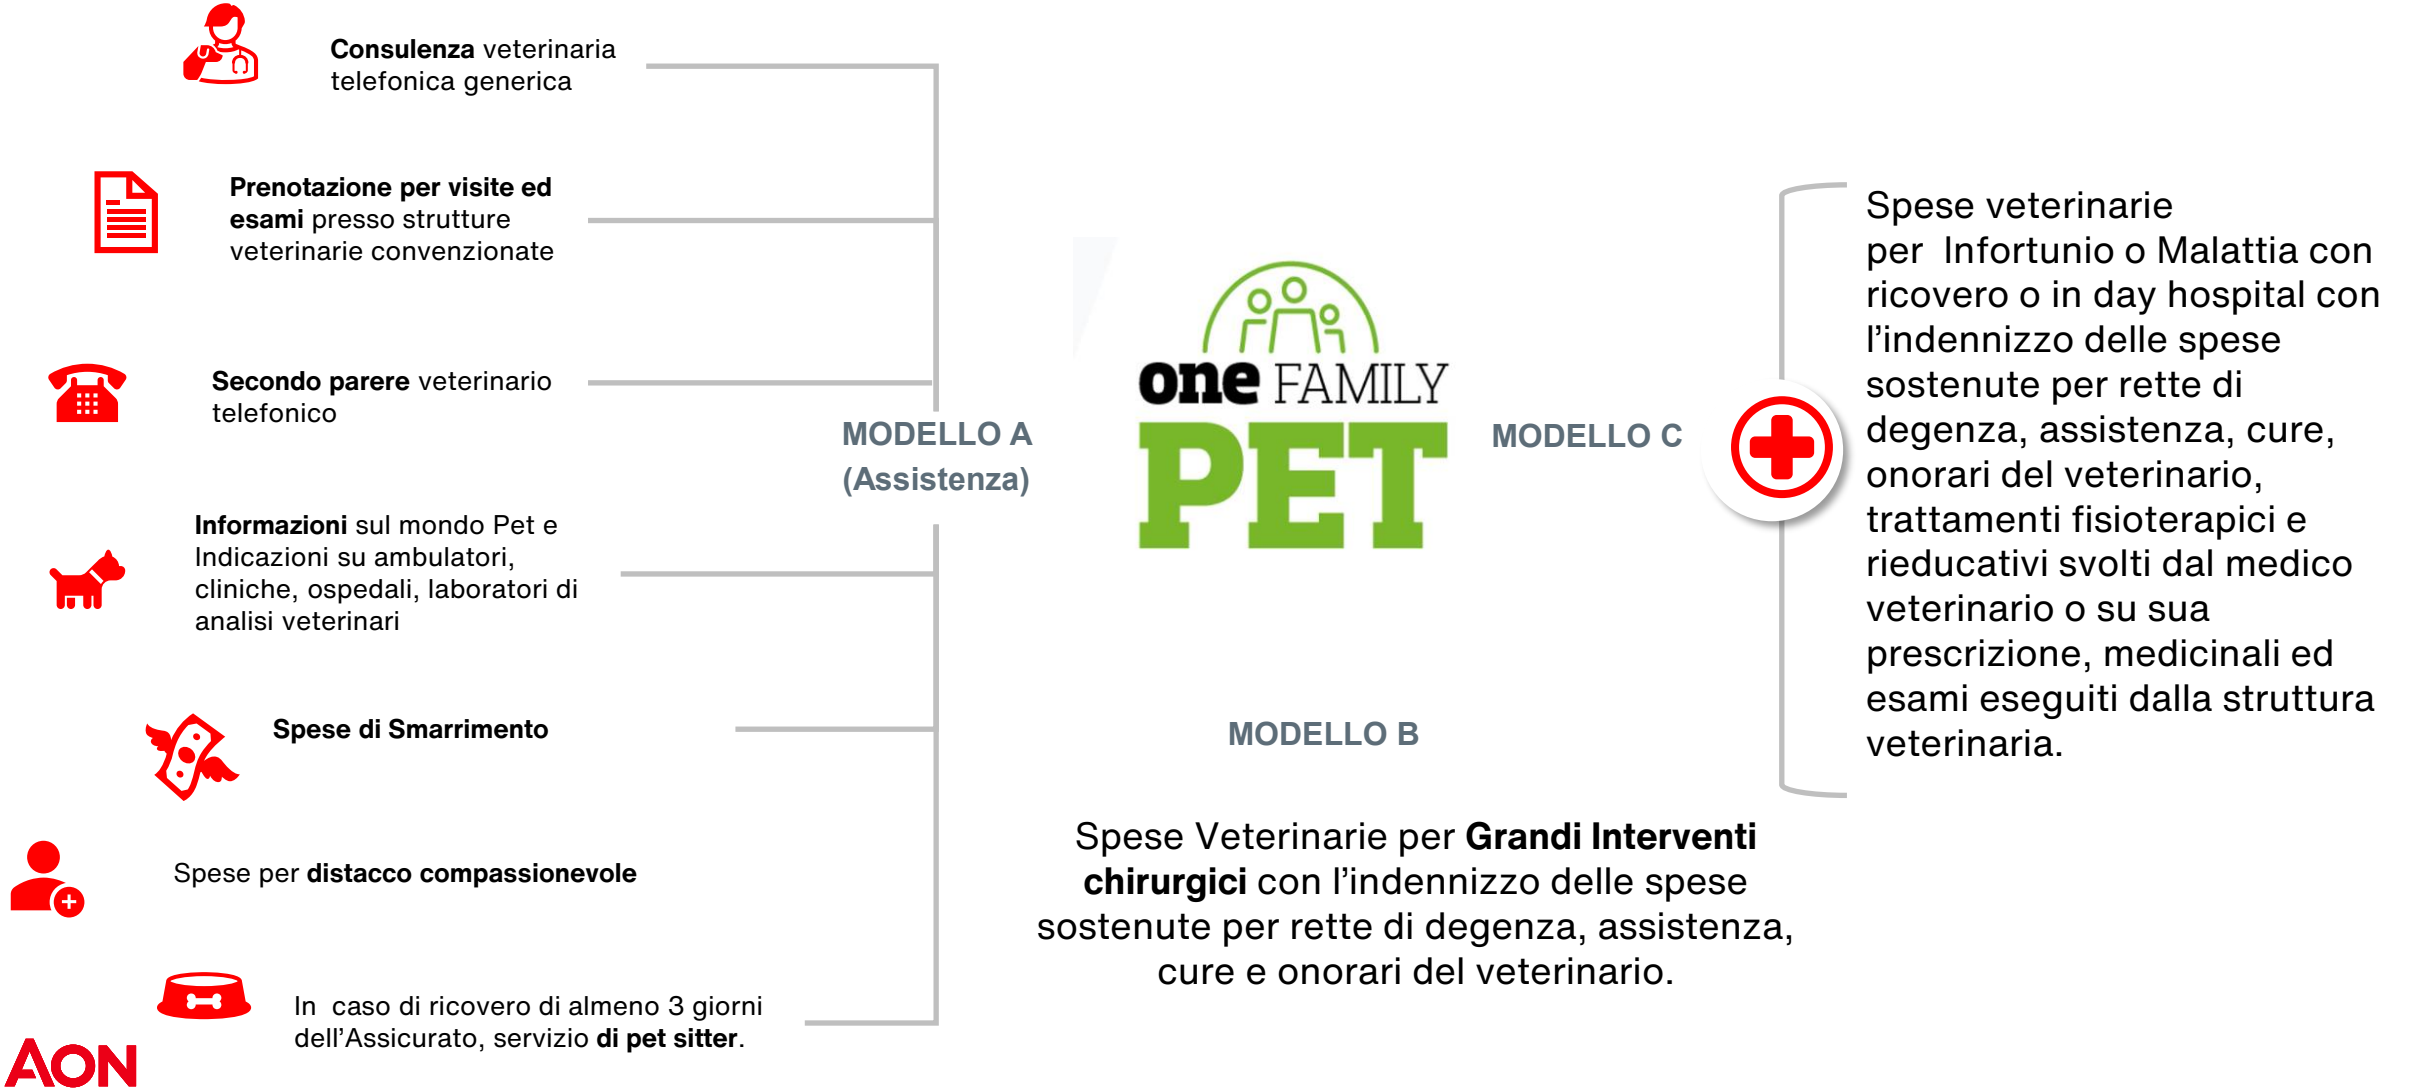 Consulenza veterinaria
telefonica generica
Prenotazione per visite ed
esami presso strutture
veterinarie convenzionate
Secondo parere veterinario
telefonico
Informazioni sul mondo Pet e
Indicazioni su ambulatori,
cliniche, ospedali, laboratori di
analisi veterinari
Spese di Smarrimento
Spese per distacco compassionevole
In  caso di ricovero di almeno 3 giorni
dell’Assicurato, servizio di pet sitter.
AON
MODELLO A
(Assistenza)
one FAMILY
PET
MODELLO B
Spese Veterinarie per Grandi Interventi
chirurgici con l’indennizzo delle spese
sostenute per rette di degenza, assistenza,
cure e onorari del veterinario.
MODELLO C
Spese veterinarie
per  Infortunio o Malattia con
ricovero o in day hospital con
l’indennizzo delle spese
sostenute per rette di
degenza, assistenza, cure,
onorari del veterinario,
trattamenti fisioterapici e
rieducativi svolti dal medico
veterinario o su sua
prescrizione, medicinali ed
esami eseguiti dalla struttura
veterinaria.